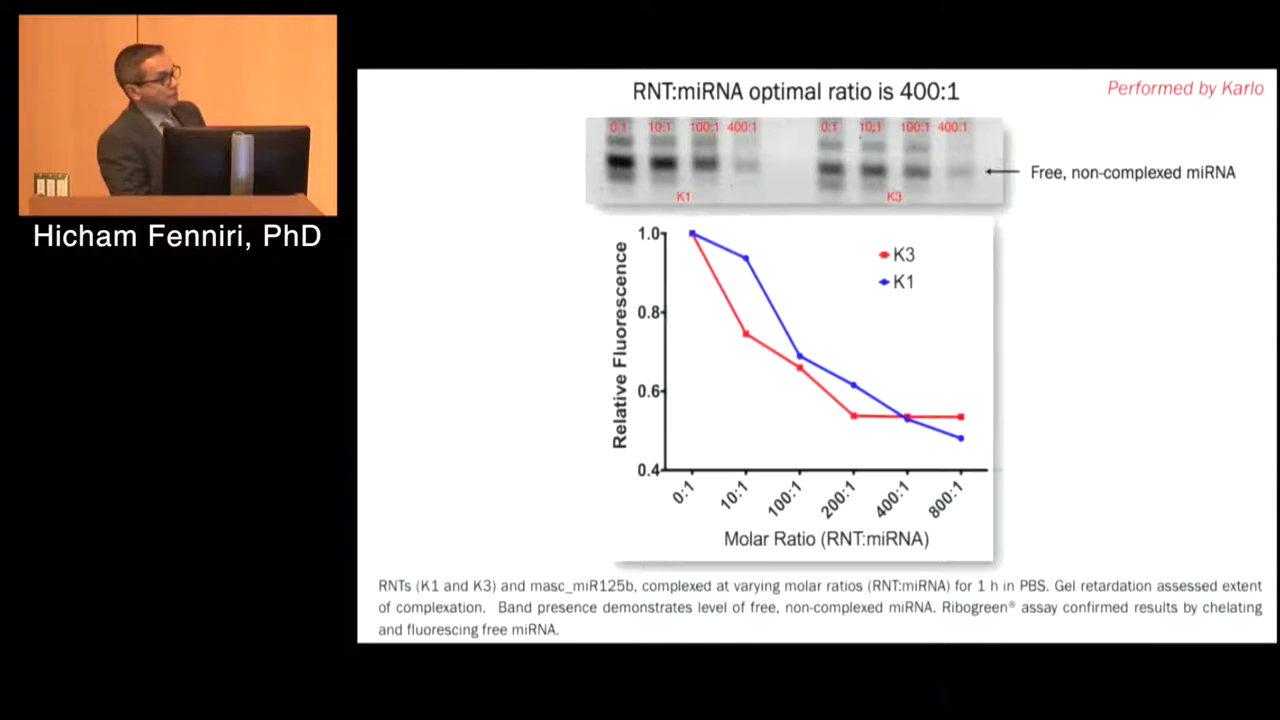 Hicham Fenniri, PhD
RNT:miRNA optimal ratio is 400:1
Performed by Karlo
0:1 10:1 100:1 400:1 0:1 10:1 100:1 400:1
Free, non-complexed miRNA
K1 K3
Relative Fluorescence
1.0
0.8
0.6
0.4
K3
K1
0:1 10:1 100:1 200:1 400:1 800:1
Molar Ratio (RNT:miRNA)
RNTs (K1 and K3) and masc_miR125b, complexed at varying molar ratios (RNT:miRNA) for 1 h in PBS. Gel retardation assessed extent
of complexation. Band presence demonstrates level of free, non-complexed miRNA. Ribogreen® assay confirmed results by chelating
and fluorescing free miRNA.